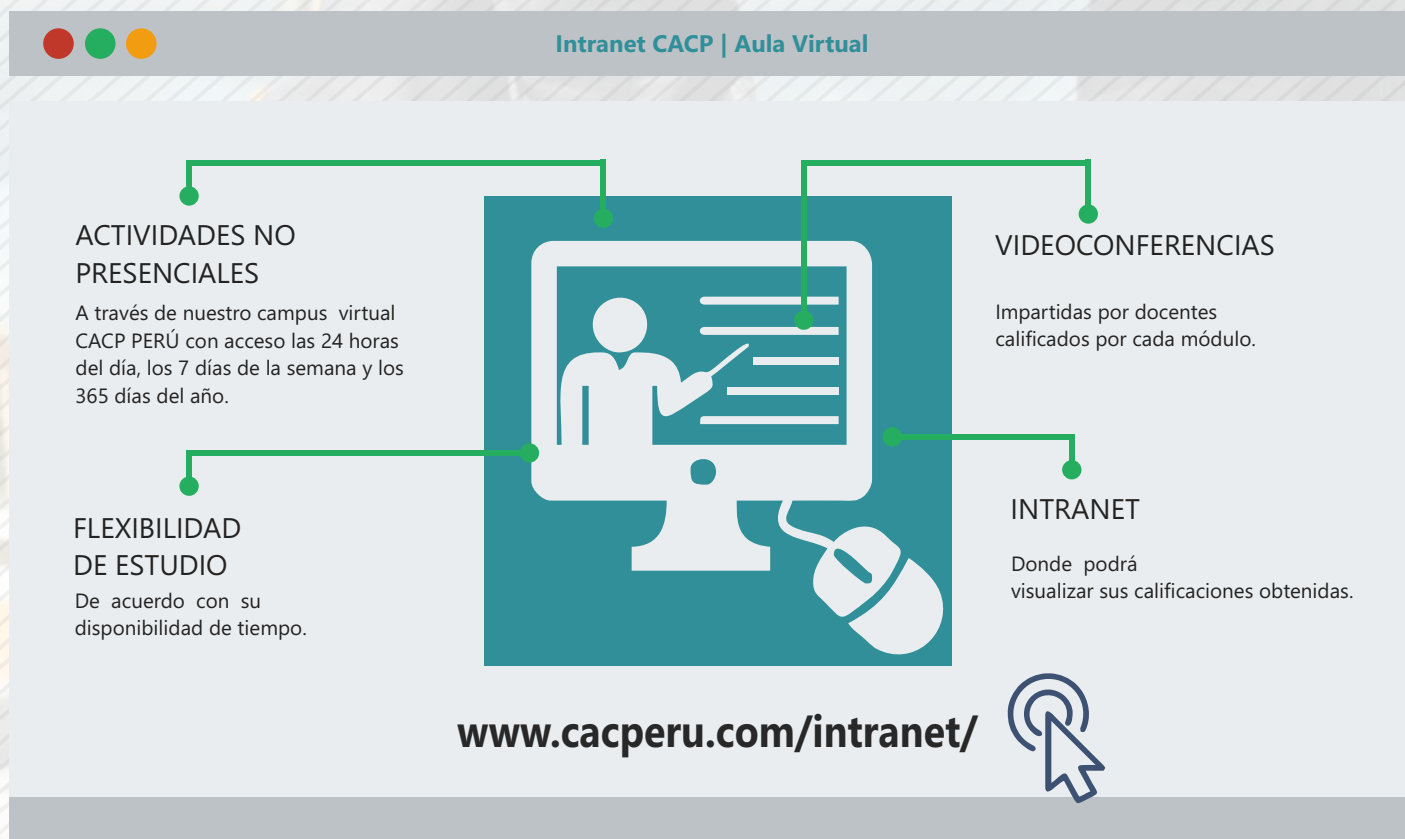 Intranet CACP | Aula Virtual
ACTIVIDADES NO
PRESENCIALES
A través de nuestro campus virtual
CACP PERÚ con acceso las 24 horas
del día, los 7 días de la semana y los
365 días del año.
VIDEOCONFERENCIAS
Impartidas por docentes
calificados por cada módulo.
FLEXIBILIDAD
DE ESTUDIO
De acuerdo con su
disponibilidad de tiempo.
INTRANET
Donde podrá
visualizar sus calificaciones obtenidas.
www.cacperu.com/intranet/